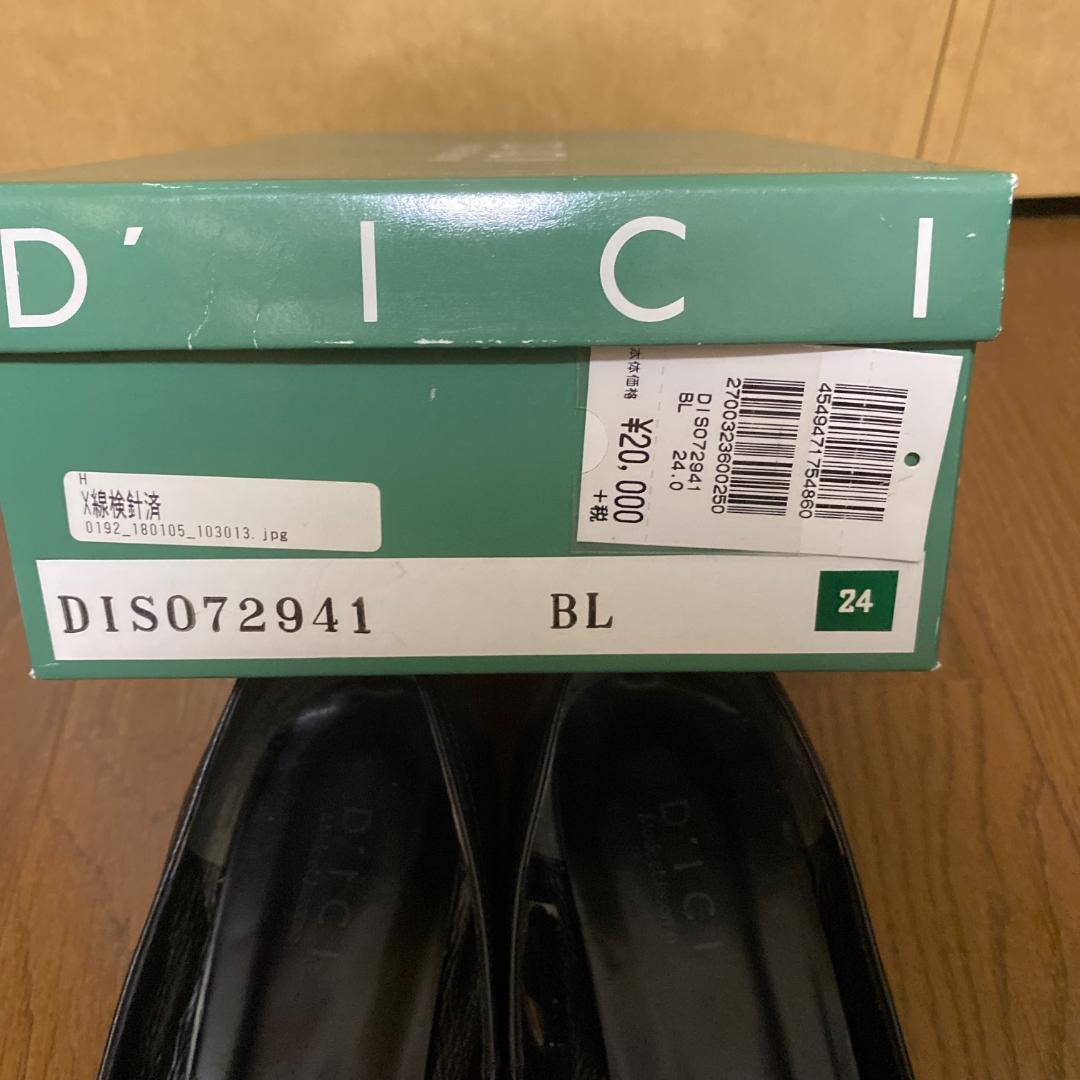 D'ICI
本体価格 ¥20,000 +税
BL 24.0
DIS072941
2700323600250
4549471754860
H
X線検針済
0192_180105_103013.jpg
DIS072941 BL 24
D'ICI
D'ICI